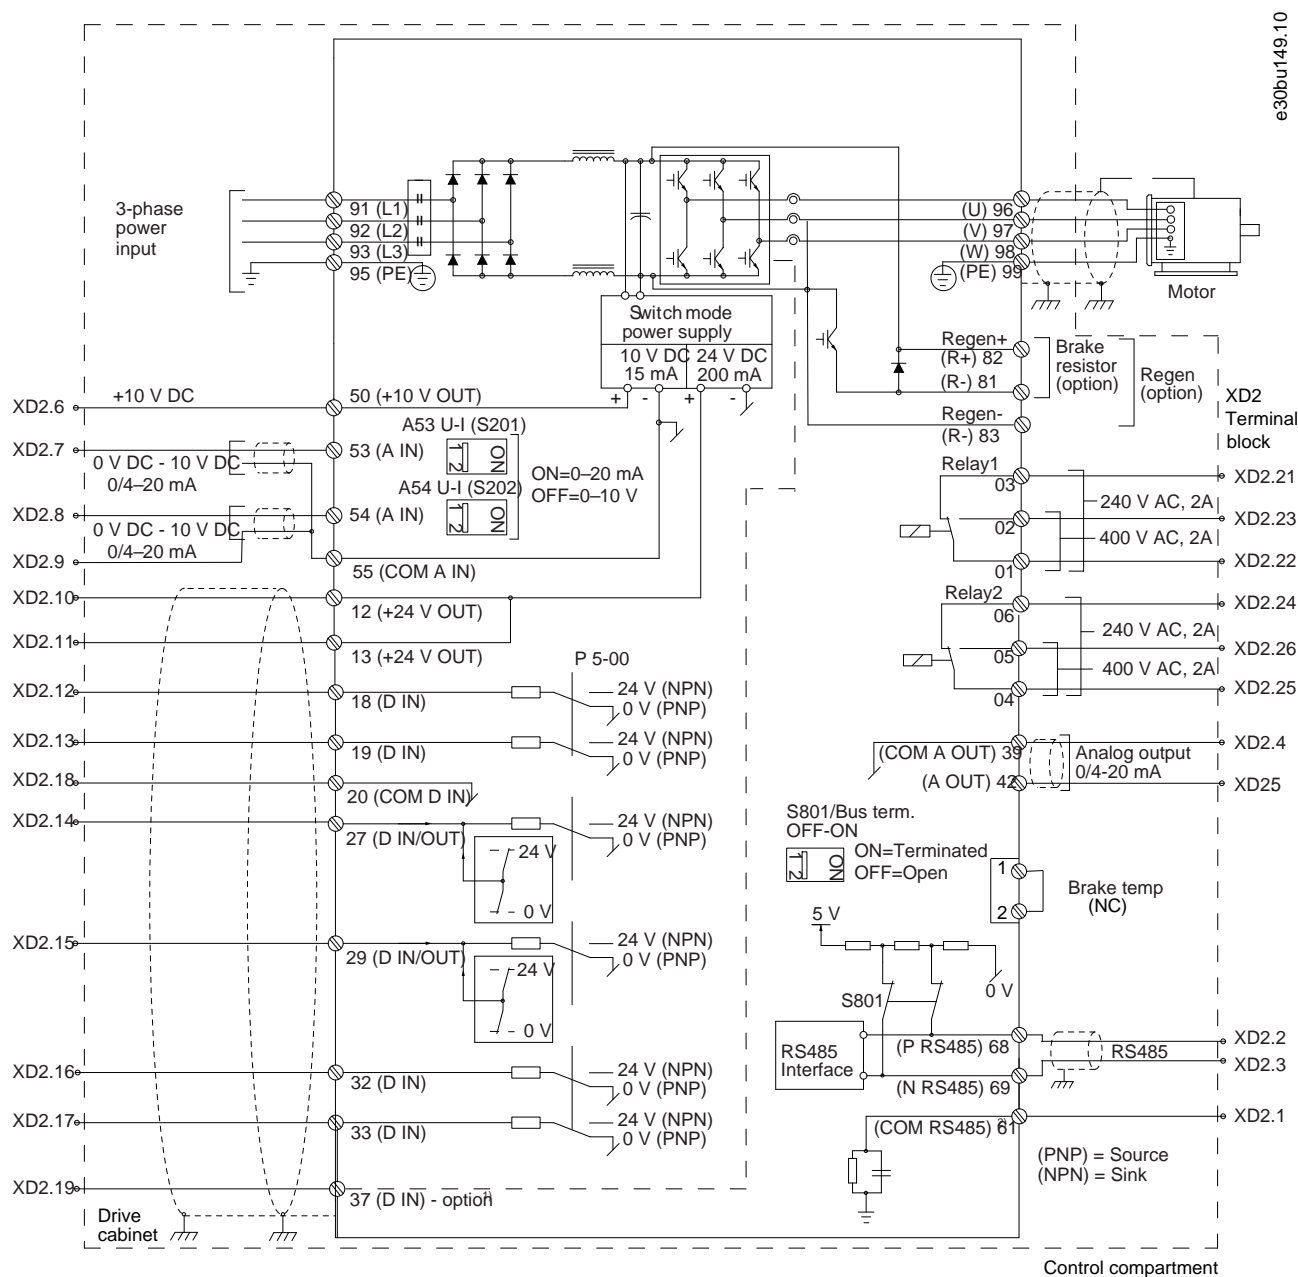 e30bu149.10
3-phase
power
input
91 (L1)
92 (L2)
93 (L3)
95 (PE)
(U) 96
(V) 97
(W) 98
(PE) 99
Motor
Switch mode
power supply
10 V DC
15 mA
24 V DC
200 mA
+ - + -
Regen+
(R+) 82
(R-) 81
Regen-
(R-) 83
Brake
resistor
(option)
Regen
(option)
XD2
Terminal
block
XD2.6
+10 V DC
50 (+10 V OUT)
XD2.7
0 V DC - 10 V DC
0/4–20 mA
53 (A IN)
A53 U-I (S201)
1 2 ON
A54 U-I (S202)
1 2 ON
ON=0–20 mA
OFF=0–10 V
XD2.8
0 V DC - 10 V DC
0/4–20 mA
54 (A IN)
XD2.9
55 (COM A IN)
XD2.10
12 (+24 V OUT)
XD2.11
13 (+24 V OUT)
Relay1
03
02
01
240 V AC, 2A
400 V AC, 2A
XD2.21
XD2.23
XD2.22
Relay2
06
05
04
240 V AC, 2A
400 V AC, 2A
XD2.24
XD2.26
XD2.25
P 5-00
XD2.12
18 (D IN)
24 V (NPN)
0 V (PNP)
XD2.13
19 (D IN)
24 V (NPN)
0 V (PNP)
XD2.18
20 (COM D IN)
XD2.14
27 (D IN/OUT)
24 V (NPN)
0 V (PNP)
24 V
0 V
XD2.15
29 (D IN/OUT)
24 V (NPN)
0 V (PNP)
24 V
0 V
XD2.16
32 (D IN)
24 V (NPN)
0 V (PNP)
XD2.17
33 (D IN)
24 V (NPN)
0 V (PNP)
XD2.19
37 (D IN) - option 1)
(COM A OUT) 39
(A OUT) 42
Analog output
0/4-20 mA
XD2.4
XD25
S801/Bus term.
OFF-ON
1 2 ON
ON=Terminated
OFF=Open
1
2
Brake temp
(NC)
5 V
0 V
S801
RS485
Interface
(P RS485) 68
(N RS485) 69
(COM RS485) 61 2)
RS485
XD2.2
XD2.3
XD2.1
(PNP) = Source
(NPN) = Sink
Drive
cabinet
Control compartment